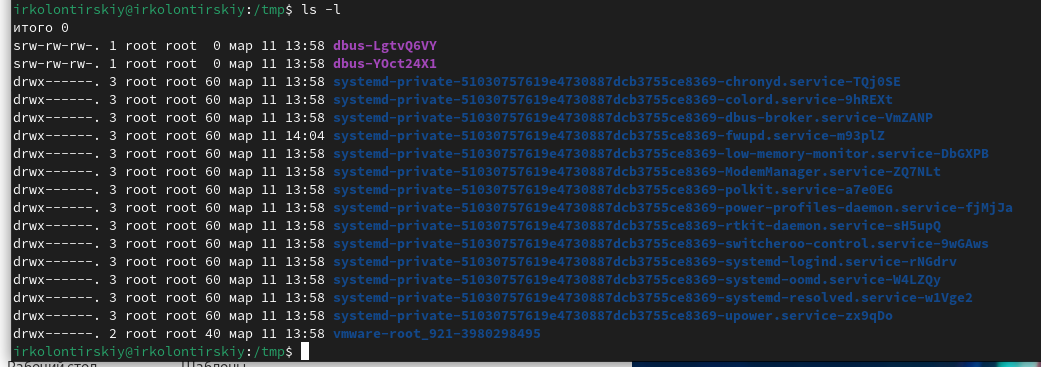 irkolontirskiy@irkolontirskiy:/tmp$ ls -l
итого 0
srw-rw-rw-. 1 root root  0 мар 11 13:58 dbus-LgtvQ6VY
srw-rw-rw-. 1 root root  0 мар 11 13:58 dbus-YOct24X1
drwx------. 3 root root 60 мар 11 13:58 systemd-private-51030757619e4730887dcb3755ce8369-chronyd.service-TQj0SE
drwx------. 3 root root 60 мар 11 13:58 systemd-private-51030757619e4730887dcb3755ce8369-colord.service-9hREXt
drwx------. 3 root root 60 мар 11 13:58 systemd-private-51030757619e4730887dcb3755ce8369-dbus-broker.service-VmZANP
drwx------. 3 root root 60 мар 11 14:04 systemd-private-51030757619e4730887dcb3755ce8369-fwupd.service-m93plZ
drwx------. 3 root root 60 мар 11 13:58 systemd-private-51030757619e4730887dcb3755ce8369-low-memory-monitor.service-DbGXPB
drwx------. 3 root root 60 мар 11 13:58 systemd-private-51030757619e4730887dcb3755ce8369-ModemManager.service-ZQ7NLt
drwx------. 3 root root 60 мар 11 13:58 systemd-private-51030757619e4730887dcb3755ce8369-polkit.service-a7e0EG
drwx------. 3 root root 60 мар 11 13:58 systemd-private-51030757619e4730887dcb3755ce8369-power-profiles-daemon.service-fjMjJa
drwx------. 3 root root 60 мар 11 13:58 systemd-private-51030757619e4730887dcb3755ce8369-rtkit-daemon.service-sH5upQ
drwx------. 3 root root 60 мар 11 13:58 systemd-private-51030757619e4730887dcb3755ce8369-switcheroo-control.service-9wGAws
drwx------. 3 root root 60 мар 11 13:58 systemd-private-51030757619e4730887dcb3755ce8369-systemd-logind.service-rNGdrv
drwx------. 3 root root 60 мар 11 13:58 systemd-private-51030757619e4730887dcb3755ce8369-systemd-oomd.service-W4LZQy
drwx------. 3 root root 60 мар 11 13:58 systemd-private-51030757619e4730887dcb3755ce8369-systemd-resolved.service-w1Vge2
drwx------. 3 root root 60 мар 11 13:58 systemd-private-51030757619e4730887dcb3755ce8369-upower.service-zx9qDo
drwx------. 2 root root 40 мар 11 13:58 vmware-root_921-3980298495
irkolontirskiy@irkolontirskiy:/tmp$
Рабочий стол Шаблоны